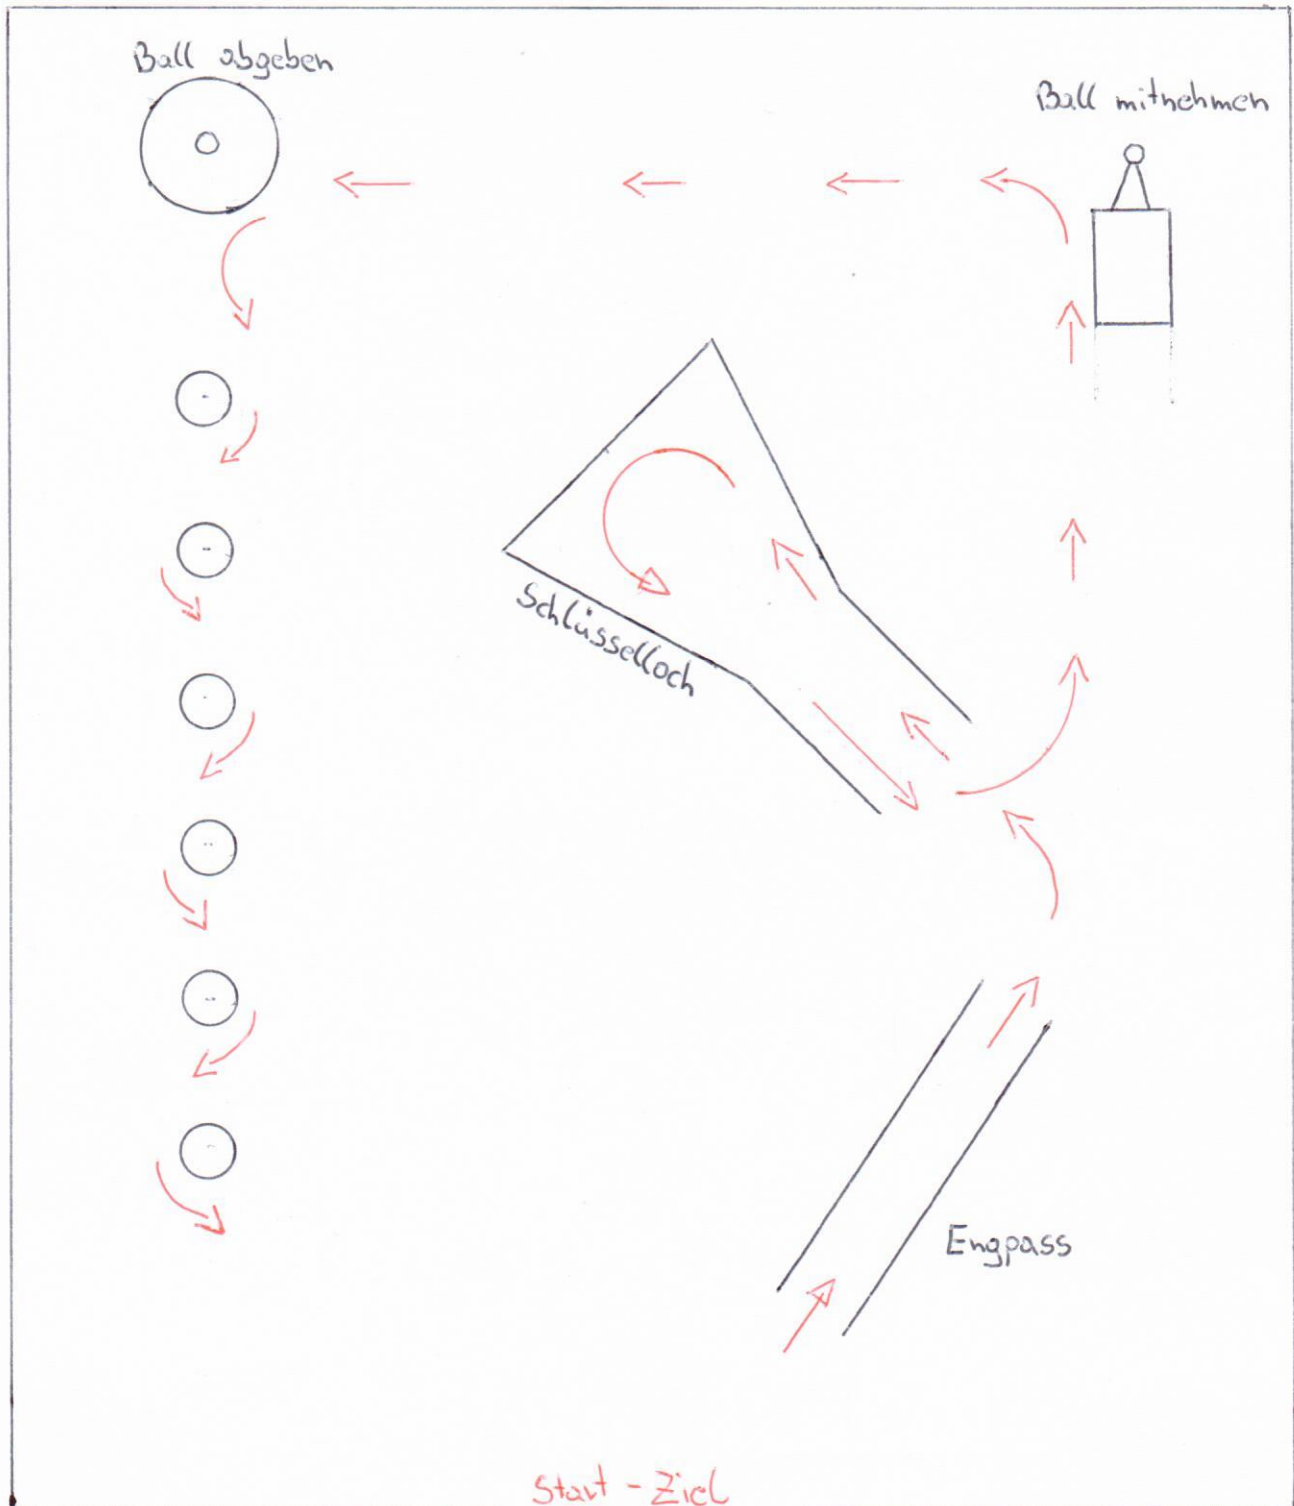 Ball abgeben
Ball mitnehmen
Schlüsselloch
Engpass
Start - Ziel